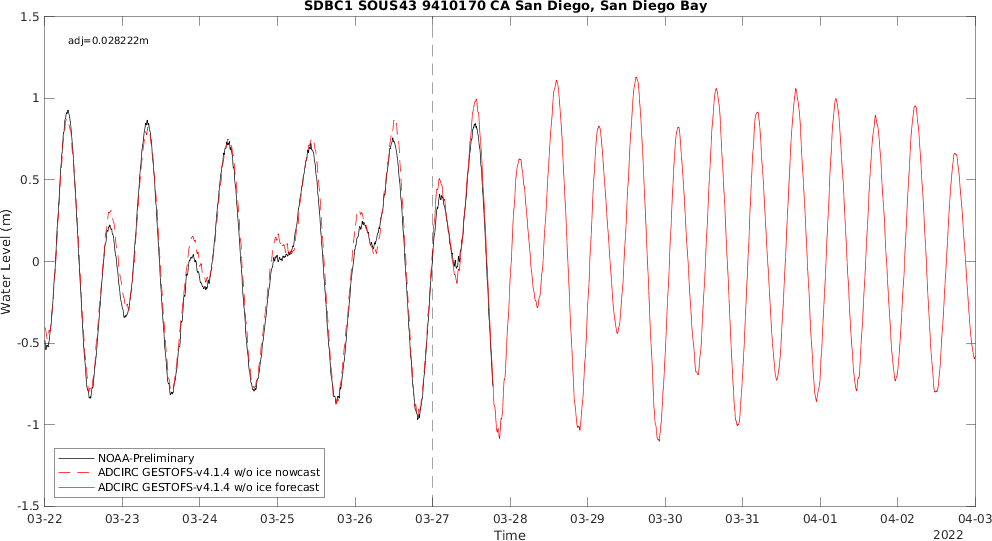 SDBC1 SOUS43 9410170 CA San Diego, San Diego Bay
adj=0.028222m
1.5
1
0.5
0
-0.5
-1
-1.5
Water Level (m)
NOAA-Preliminary
ADCIRC GESTOFS-v4.1.4 w/o ice nowcast
ADCIRC GESTOFS-v4.1.4 w/o ice forecast
03-22 03-23 03-24 03-25 03-26 03-27 03-28 03-29 03-30 03-31 04-01 04-02 04-03
Time
2022